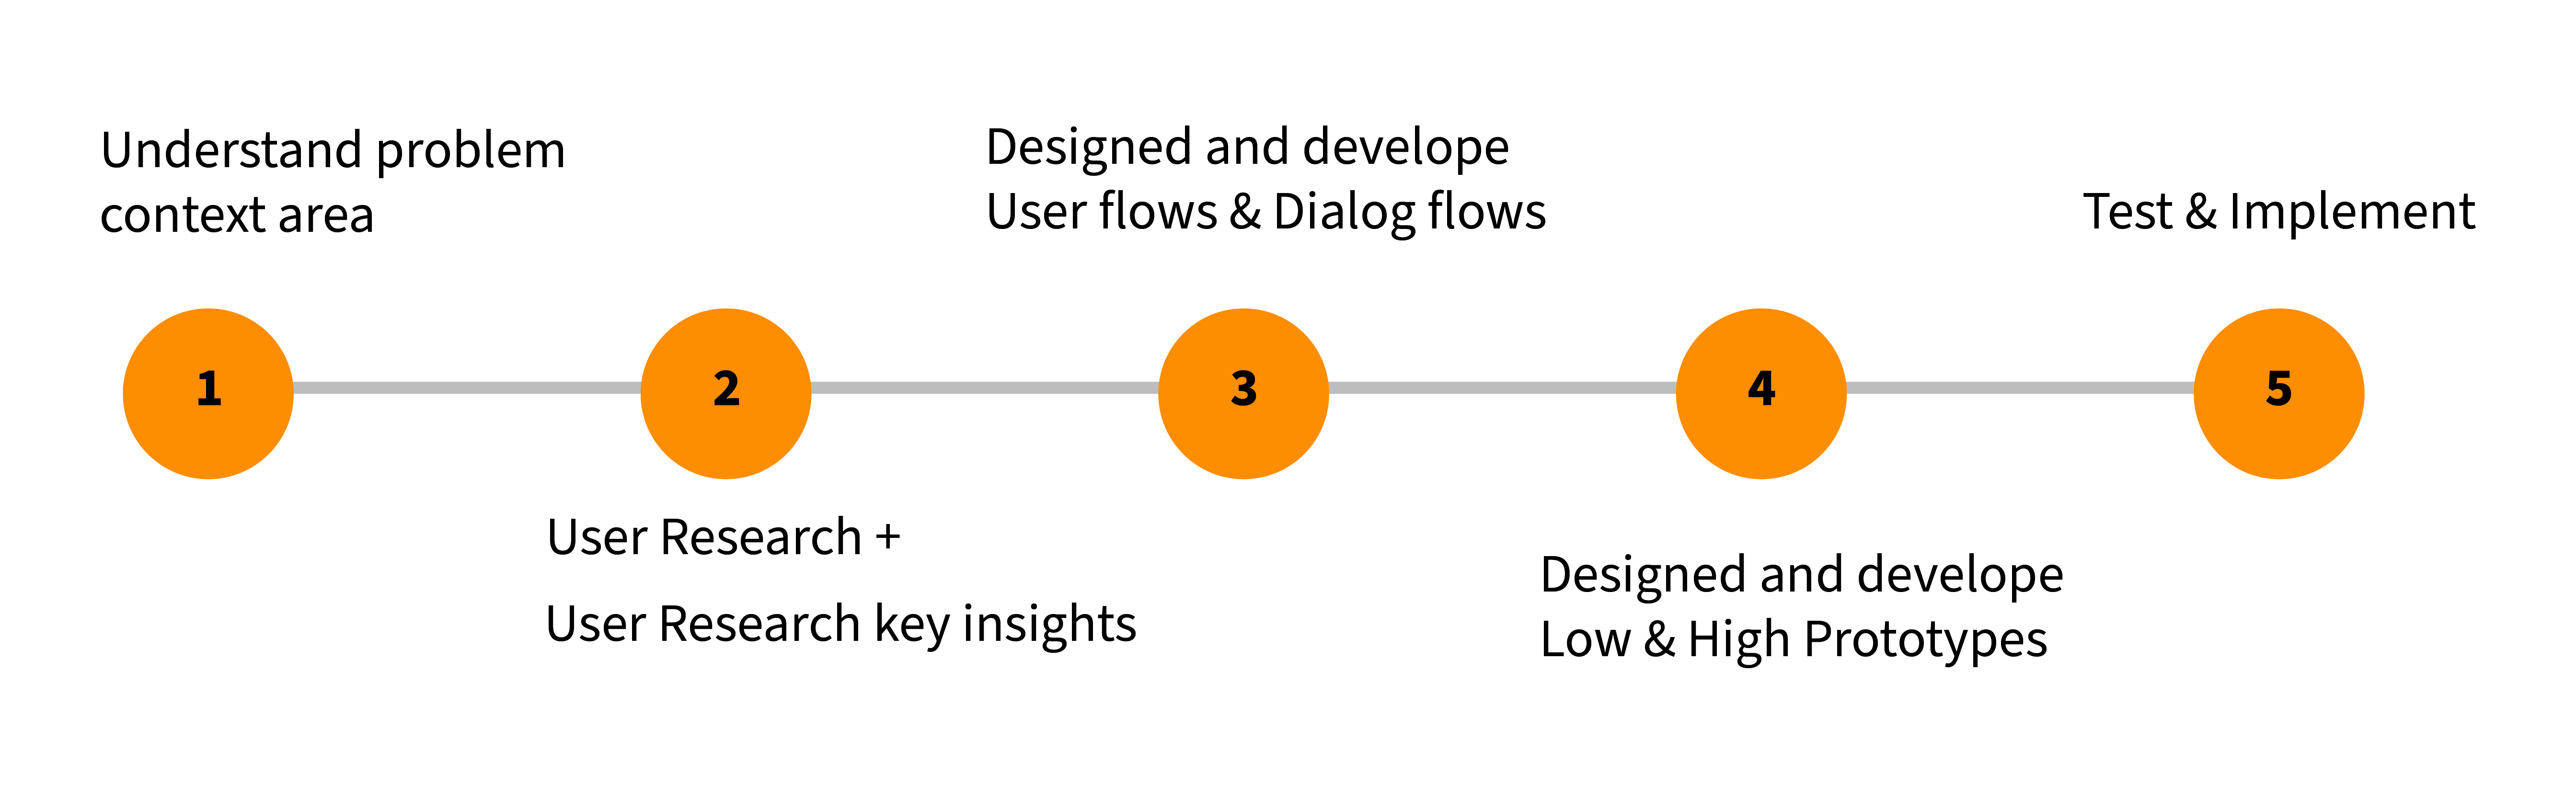 Understand problem
context area
Designed and develope
User flows & Dialog flows
Test & Implement
1
2
3
4
5
User Research +
User Research key insights
Designed and develope
Low & High Prototypes